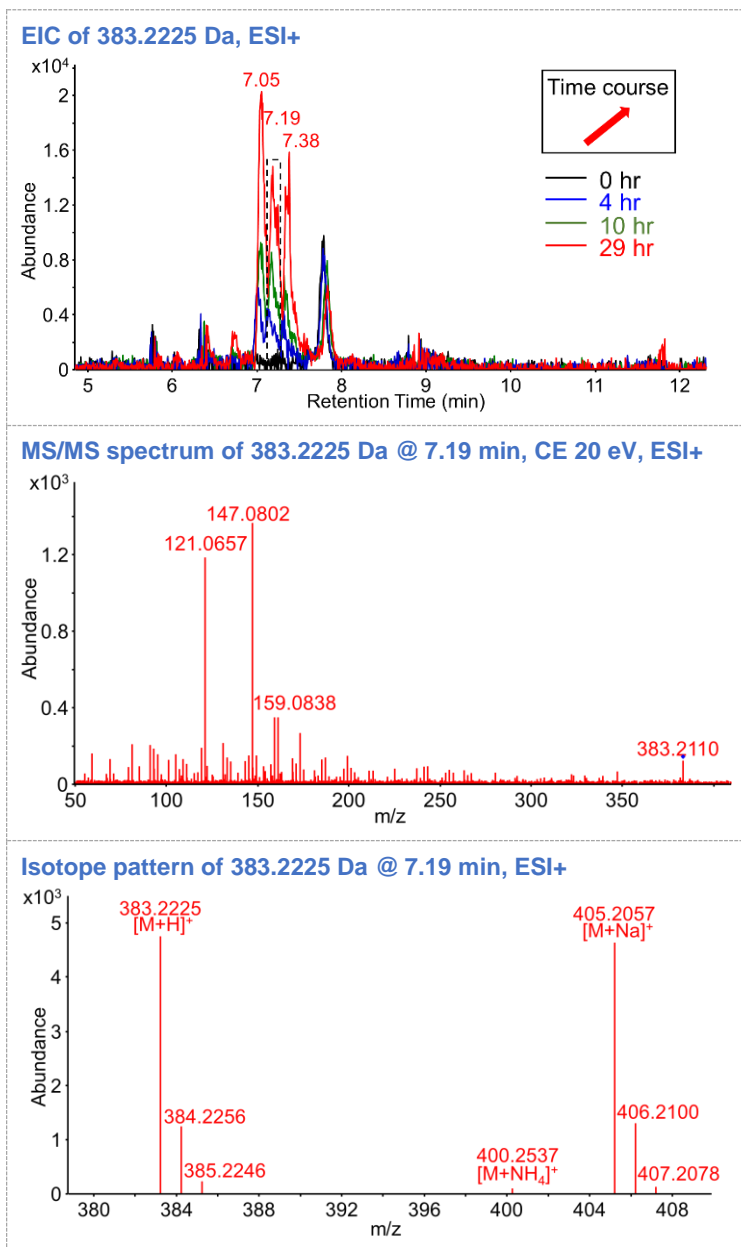 EIC of 383.2225 Da, ESI+
x10⁴
7.05
7.19
7.38
Time course
0 hr
4 hr
10 hr
29 hr
Abundance
2
1.6
1.2
0.8
0.4
0
5 6 7 8 9 10 11 12
Retention Time (min)
MS/MS spectrum of 383.2225 Da @ 7.19 min, CE 20 eV, ESI+
x10³
147.0802
121.0657
159.0838
383.2110
Abundance
1.2
0.8
0.4
0
50 100 150 200 250 300 350
m/z
Isotope pattern of 383.2225 Da @ 7.19 min, ESI+
x10³
383.2225
[M+H]⁺
405.2057
[M+Na]⁺
384.2256
385.2246
400.2537
[M+NH₄]⁺
406.2100
407.2078
Abundance
5
4
3
2
1
0
380 384 388 392 396 400 404 408
m/z